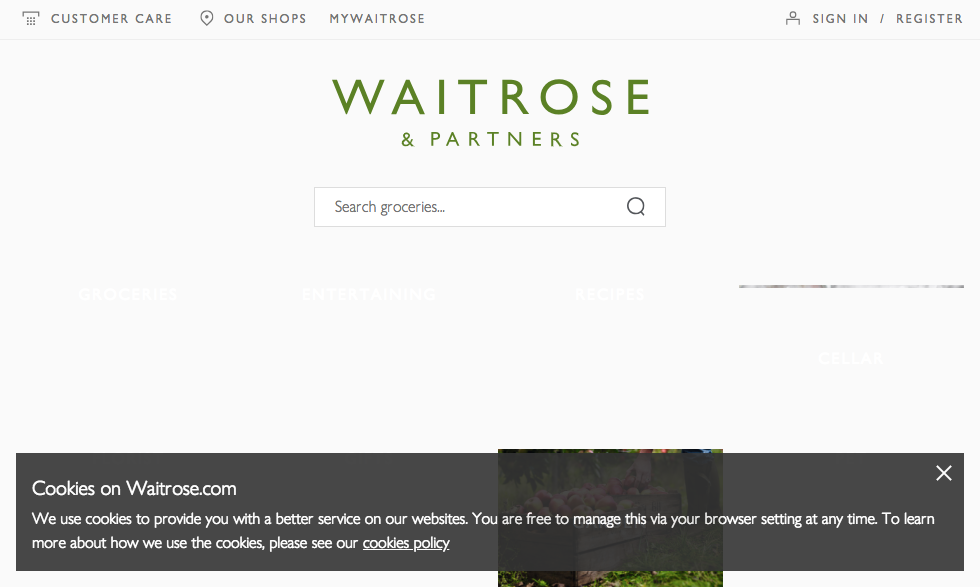 CUSTOMER CARE OUR SHOPS MYWAITROSE SIGN IN / REGISTER
WAITROSE
& PARTNERS
Search groceries...
GROCERIES ENTERTAINING RECIPES
CELLAR
Cookies on Waitrose.com
We use cookies to provide you with a better service on our websites. You are free to manage this via your browser setting at any time. To learn
more about how we use the cookies, please see our cookies policy